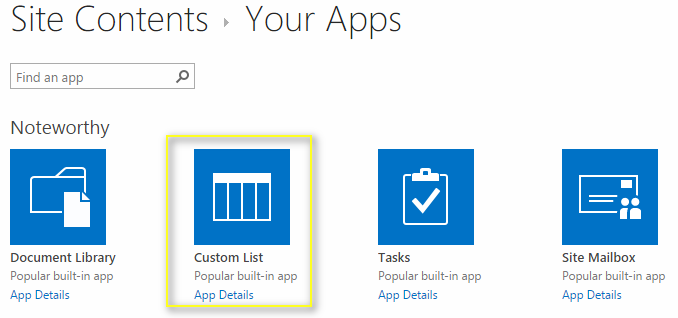 Site Contents ▸ Your Apps
Find an app
Noteworthy
Document Library
Popular built-in app
App Details
Custom List
Popular built-in app
App Details
Tasks
Popular built-in app
App Details
Site Mailbox
Popular built-in app
App Details